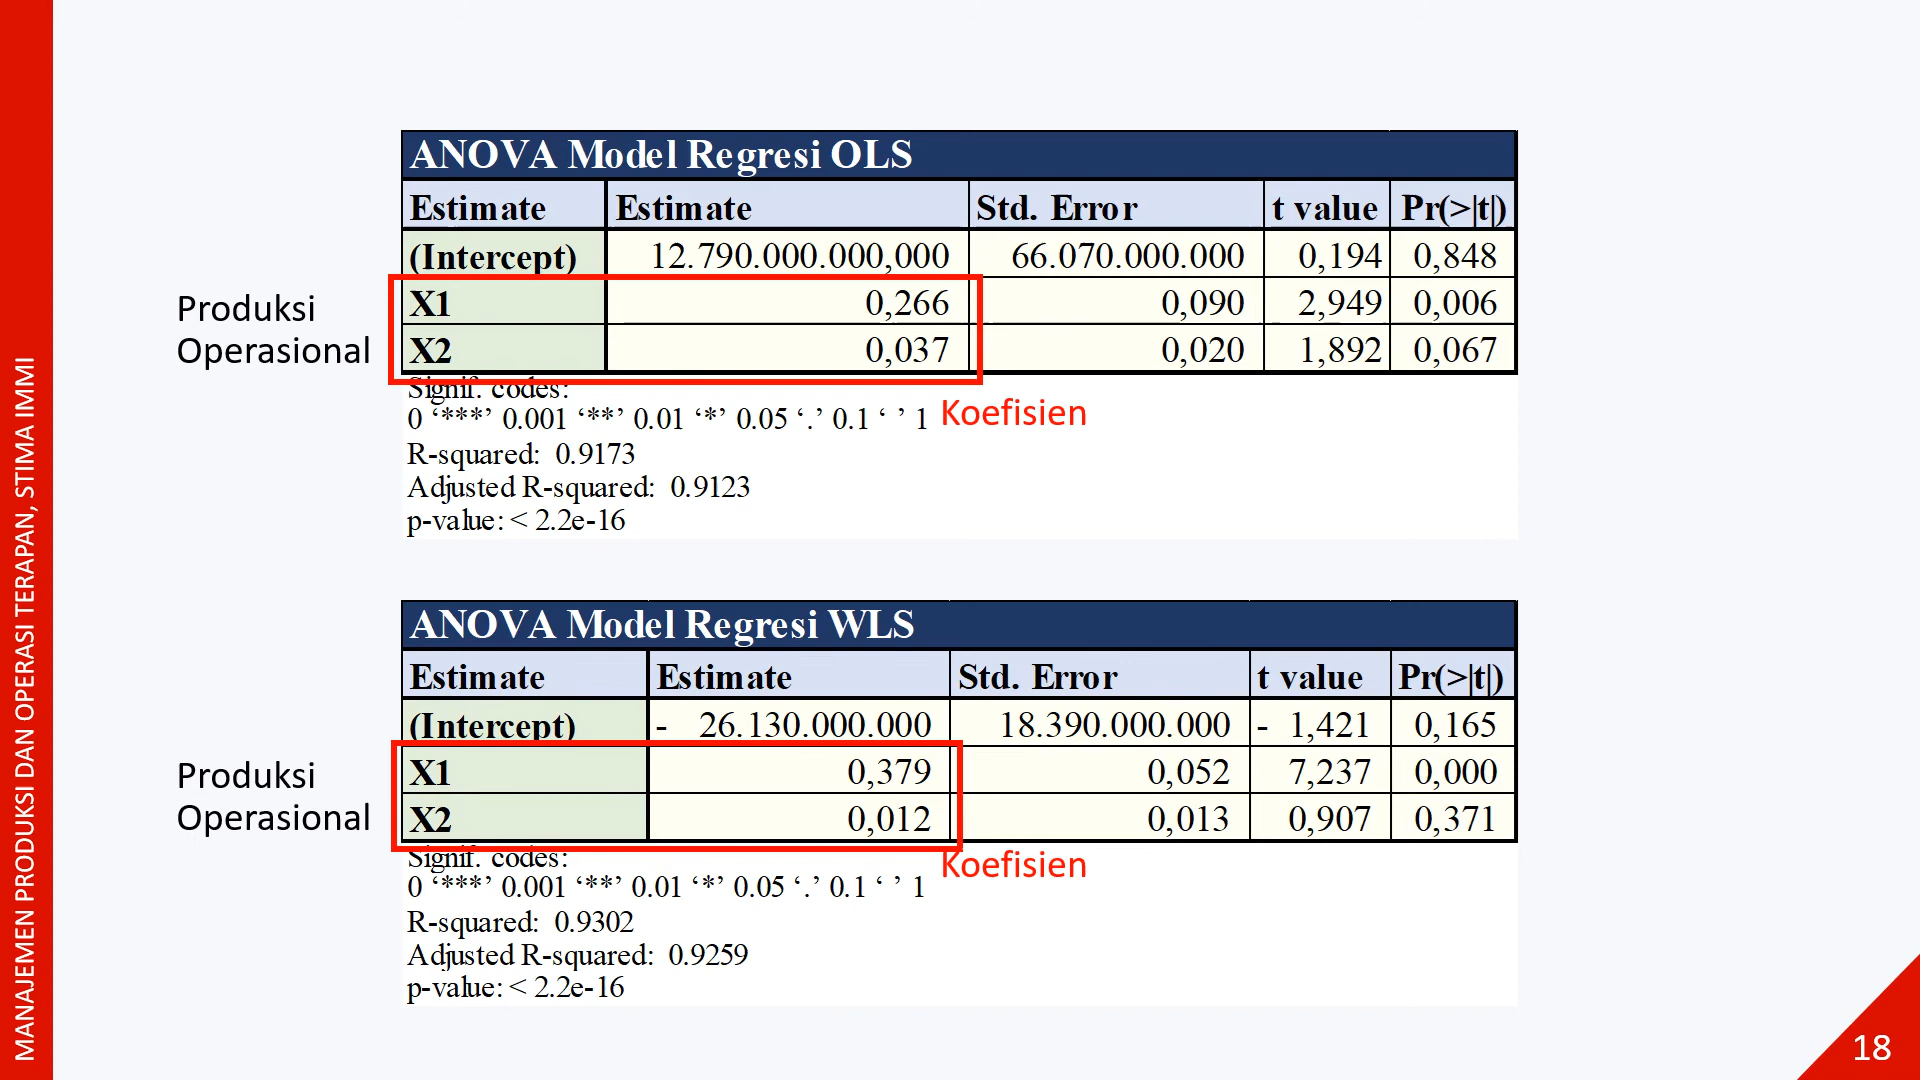 MANAJEMEN PRODUKSI DAN OPERASI TERAPAN, STIMA IMMI
ANOVA Model Regresi OLS
Estimate Estimate Std. Error t value Pr(>|t|)
(Intercept) 12.790.000.000,000 66.070.000.000 0,194 0,848
Produksi X1 0,266 0,090 2,949 0,006
Operasional X2 0,037 0,020 1,892 0,067
Signif. codes:
0 ‘***’ 0.001 ‘**’ 0.01 ‘*’ 0.05 ‘.’ 0.1 ‘ ’ 1 Koefisien
R-squared: 0.9173
Adjusted R-squared: 0.9123
p-value: < 2.2e-16
ANOVA Model Regresi WLS
Estimate Estimate Std. Error t value Pr(>|t|)
(Intercept) - 26.130.000.000 18.390.000.000 - 1,421 0,165
Produksi X1 0,379 0,052 7,237 0,000
Operasional X2 0,012 0,013 0,907 0,371
Signif. codes: Koefisien
0 ‘***’ 0.001 ‘**’ 0.01 ‘*’ 0.05 ‘.’ 0.1 ‘ ’ 1
R-squared: 0.9302
Adjusted R-squared: 0.9259
p-value: < 2.2e-16
18